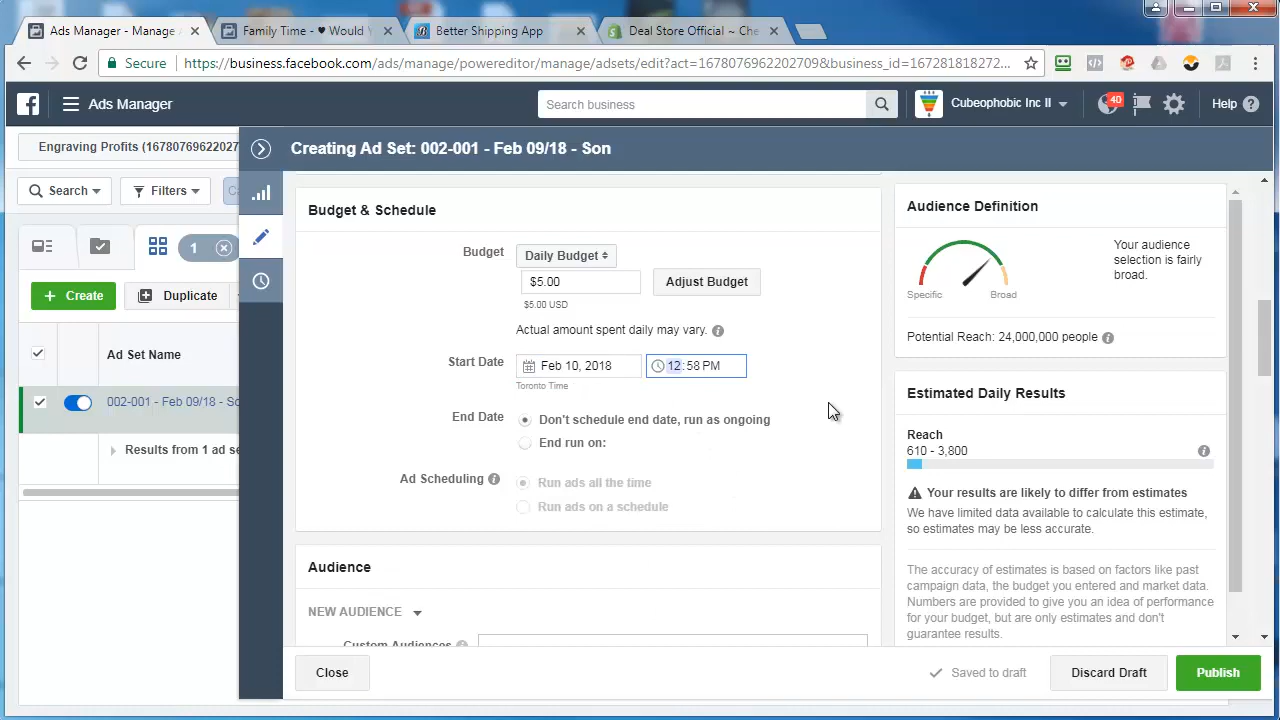 Ads Manager - Manage
Family Time - ♥ Would
Better Shipping App
Deal Store Official ~ Che
Secure
https://business.facebook.com/ads/manage/powereditor/manage/adsets/edit?act=1678076962202709&business_id=167281818272...
Ads Manager
Search business
Cubeophobic Inc II
40
Help
Engraving Profits (16780769622027
Search
Filters
Creating Ad Set: 002-001 - Feb 09/18 - Son
1
Create
Duplicate
Ad Set Name
002-001 - Feb 09/18 - So
Results from 1 ad se
Budget & Schedule
Budget
Daily Budget
$5.00
Adjust Budget
$5.00 USD
Actual amount spent daily may vary.
Start Date
Feb 10, 2018
12:58 PM
Toronto Time
End Date
Don't schedule end date, run as ongoing
End run on:
Ad Scheduling
Run ads all the time
Run ads on a schedule
Audience
NEW AUDIENCE
Custom Audiences
Close
Saved to draft
Discard Draft
Publish
Audience Definition
Your audience
selection is fairly
broad.
Specific
Broad
Potential Reach: 24,000,000 people
Estimated Daily Results
Reach
610 - 3,800
Your results are likely to differ from estimates
We have limited data available to calculate this estimate,
so estimates may be less accurate.
The accuracy of estimates is based on factors like past
campaign data, the budget you entered and market data.
Numbers are provided to give you an idea of performance
for your budget, but are only estimates and don't
guarantee results.